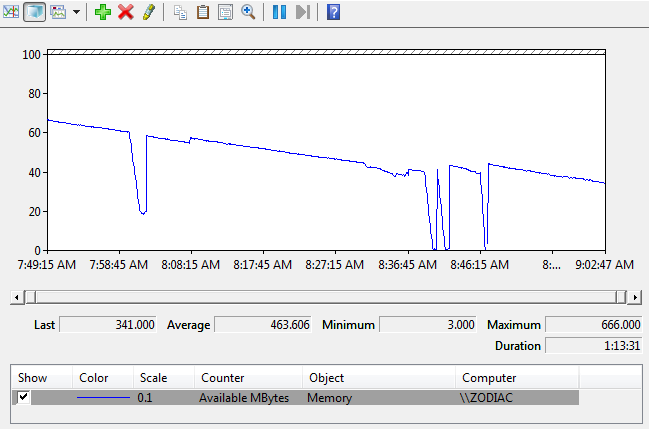 100
80
60
40
20
0
7:49:15 AM 7:58:45 AM 8:08:15 AM 8:17:45 AM 8:27:15 AM 8:36:45 AM 8:46:15 AM 8:... 9:02:47 AM
Last 341.000 Average 463.606 Minimum 3.000 Maximum 666.000
Duration 1:13:31
Show Color Scale Counter Object Computer
0.1 Available MBytes Memory \\ZODIAC